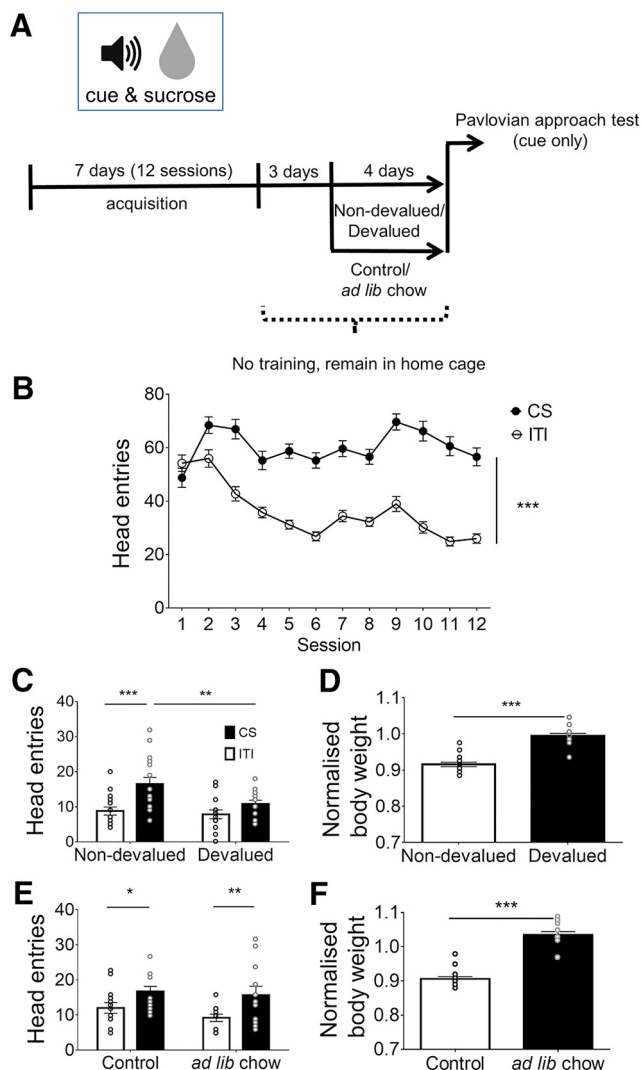 A
cue & sucrose
Pavlovian approach test
(cue only)
7 days (12 sessions)
3 days
4 days
acquisition
Non-devalued/
Devalued
Control/
ad lib chow
No training, remain in home cage
B
80
60
40
20
0
Head entries
1 2 3 4 5 6 7 8 9 10 11 12
Session
CS
ITI
***
C
40
30
20
10
0
Head entries
*** **
CS
ITI
Non-devalued Devalued
D
1.1
1.0
0.9
0.8
0.7
Normalised
body weight
***
Non-devalued Devalued
E
40
30
20
10
0
Head entries
* **
Control ad lib chow
F
1.1
1.0
0.9
0.8
0.7
Normalised
body weight
***
Control ad lib chow